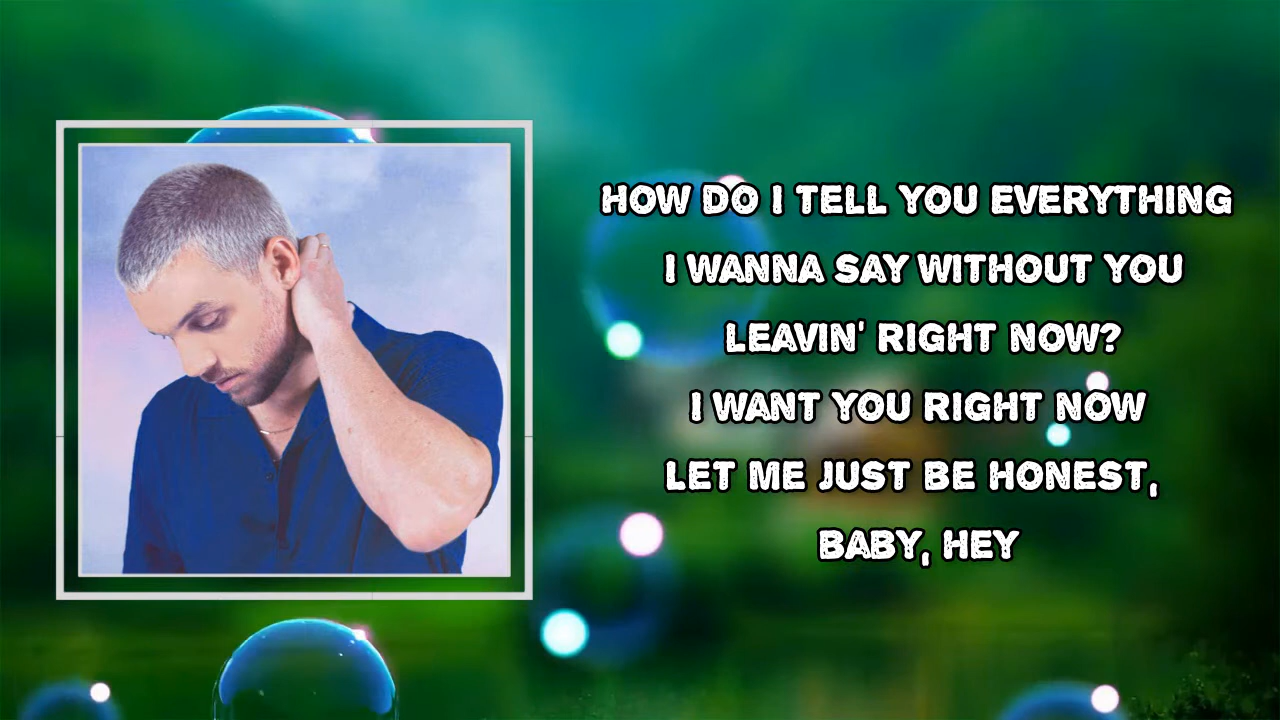 HOW DO I TELL YOU EVERYTHING
I WANNA SAY WITHOUT YOU
LEAVIN' RIGHT NOW?
I WANT YOU RIGHT NOW
LET ME JUST BE HONEST,
BABY, HEY